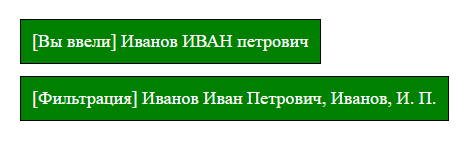 [Вы ввели] Иванов ИВАН петрович
[Фильтрация] Иванов Иван Петрович, Иванов, И. П.